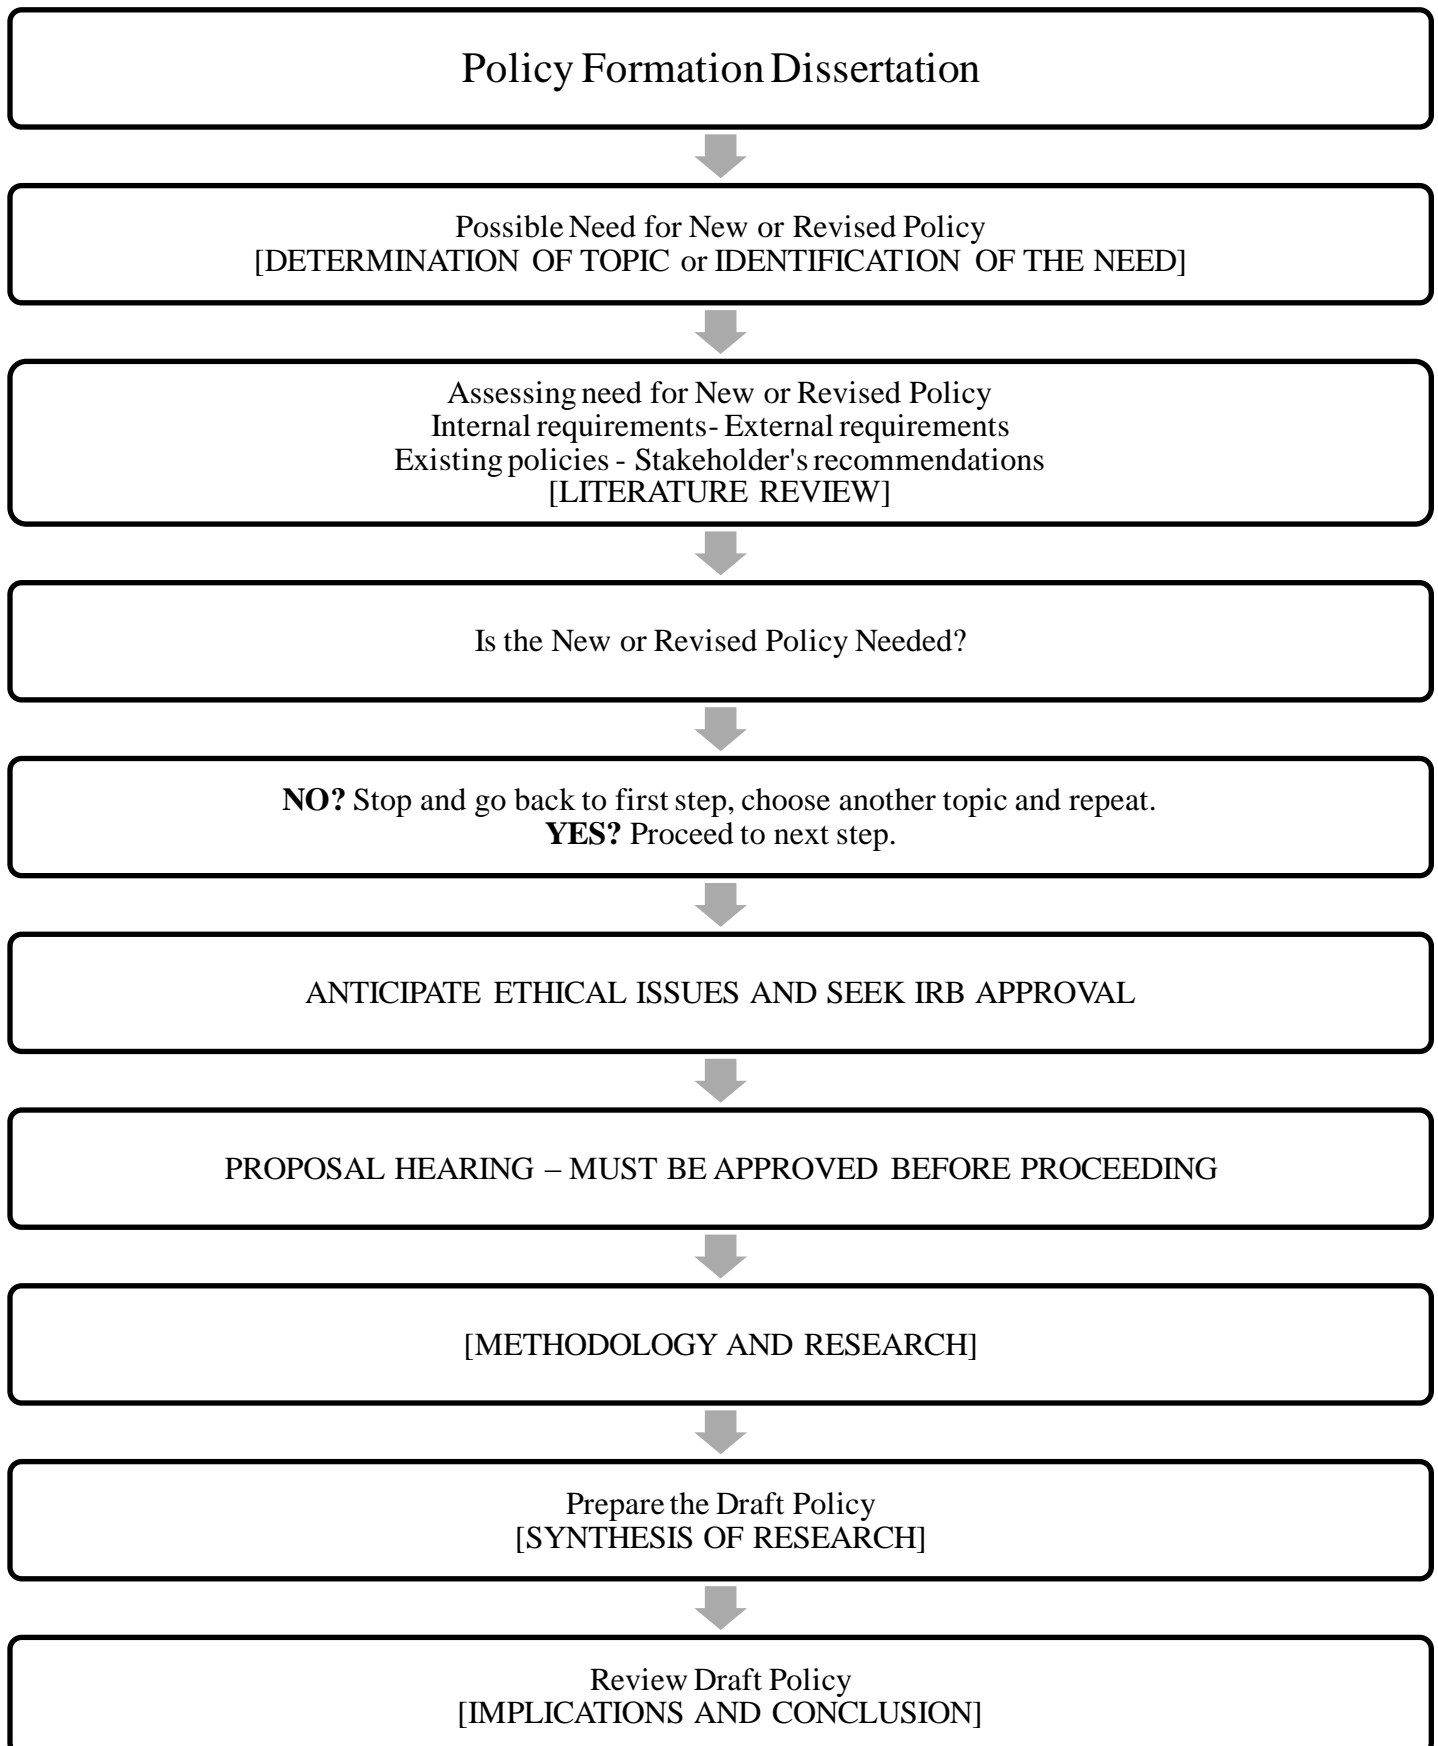 Policy Formation Dissertation
Possible Need for New or Revised Policy
[DETERMINATION OF TOPIC or IDENTIFICATION OF THE NEED]
Assessing need for New or Revised Policy
Internal requirements- External requirements
Existing policies - Stakeholder's recommendations
[LITERATURE REVIEW]
Is the New or Revised Policy Needed?
NO? Stop and go back to first step, choose another topic and repeat.
YES? Proceed to next step.
ANTICIPATE ETHICAL ISSUES AND SEEK IRB APPROVAL
PROPOSAL HEARING – MUST BE APPROVED BEFORE PROCEEDING
[METHODOLOGY AND RESEARCH]
Prepare the Draft Policy
[SYNTHESIS OF RESEARCH]
Review Draft Policy
[IMPLICATIONS AND CONCLUSION]